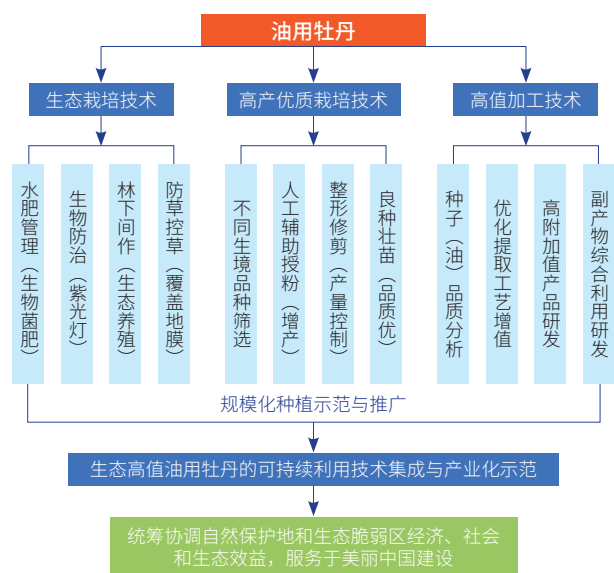 油用牡丹
生态栽培技术
高产优质栽培技术
高值加工技术
水肥管理（生物菌肥）
生物防治（紫光灯）
林下间作（生态养殖）
防草控草（覆盖地膜）
不同生境品种筛选
人工辅助授粉（增产）
整形修剪（产量控制）
良种壮苗（品质优）
种子（油）品质分析
优化提取工艺增值
高附加值产品研发
副产物综合利用研发
规模化种植示范与推广
生态高值油用牡丹的可持续利用技术集成与产业化示范
统筹协调自然保护地和生态脆弱区经济、社会
和生态效益，服务于美丽中国建设